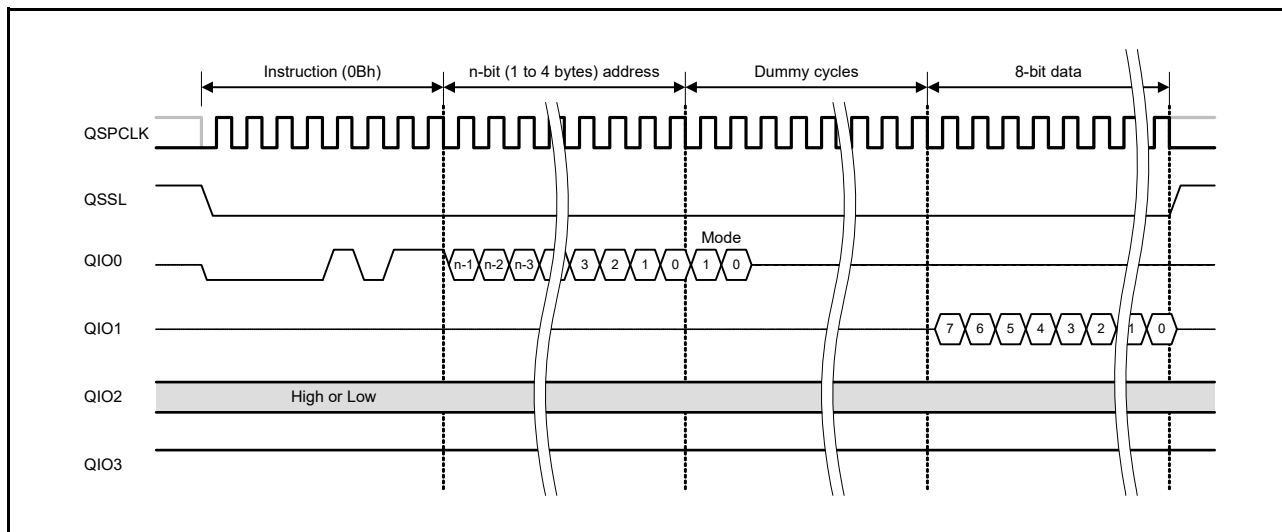 Instruction (0Bh) n-bit (1 to 4 bytes) address Dummy cycles 8-bit data
QSPCLK
QSSL
Mode
QIO0 n-1 n-2 n-3 3 2 1 0 1 0
QIO1 7 6 5 4 3 2 1 0
QIO2 High or Low
QIO3